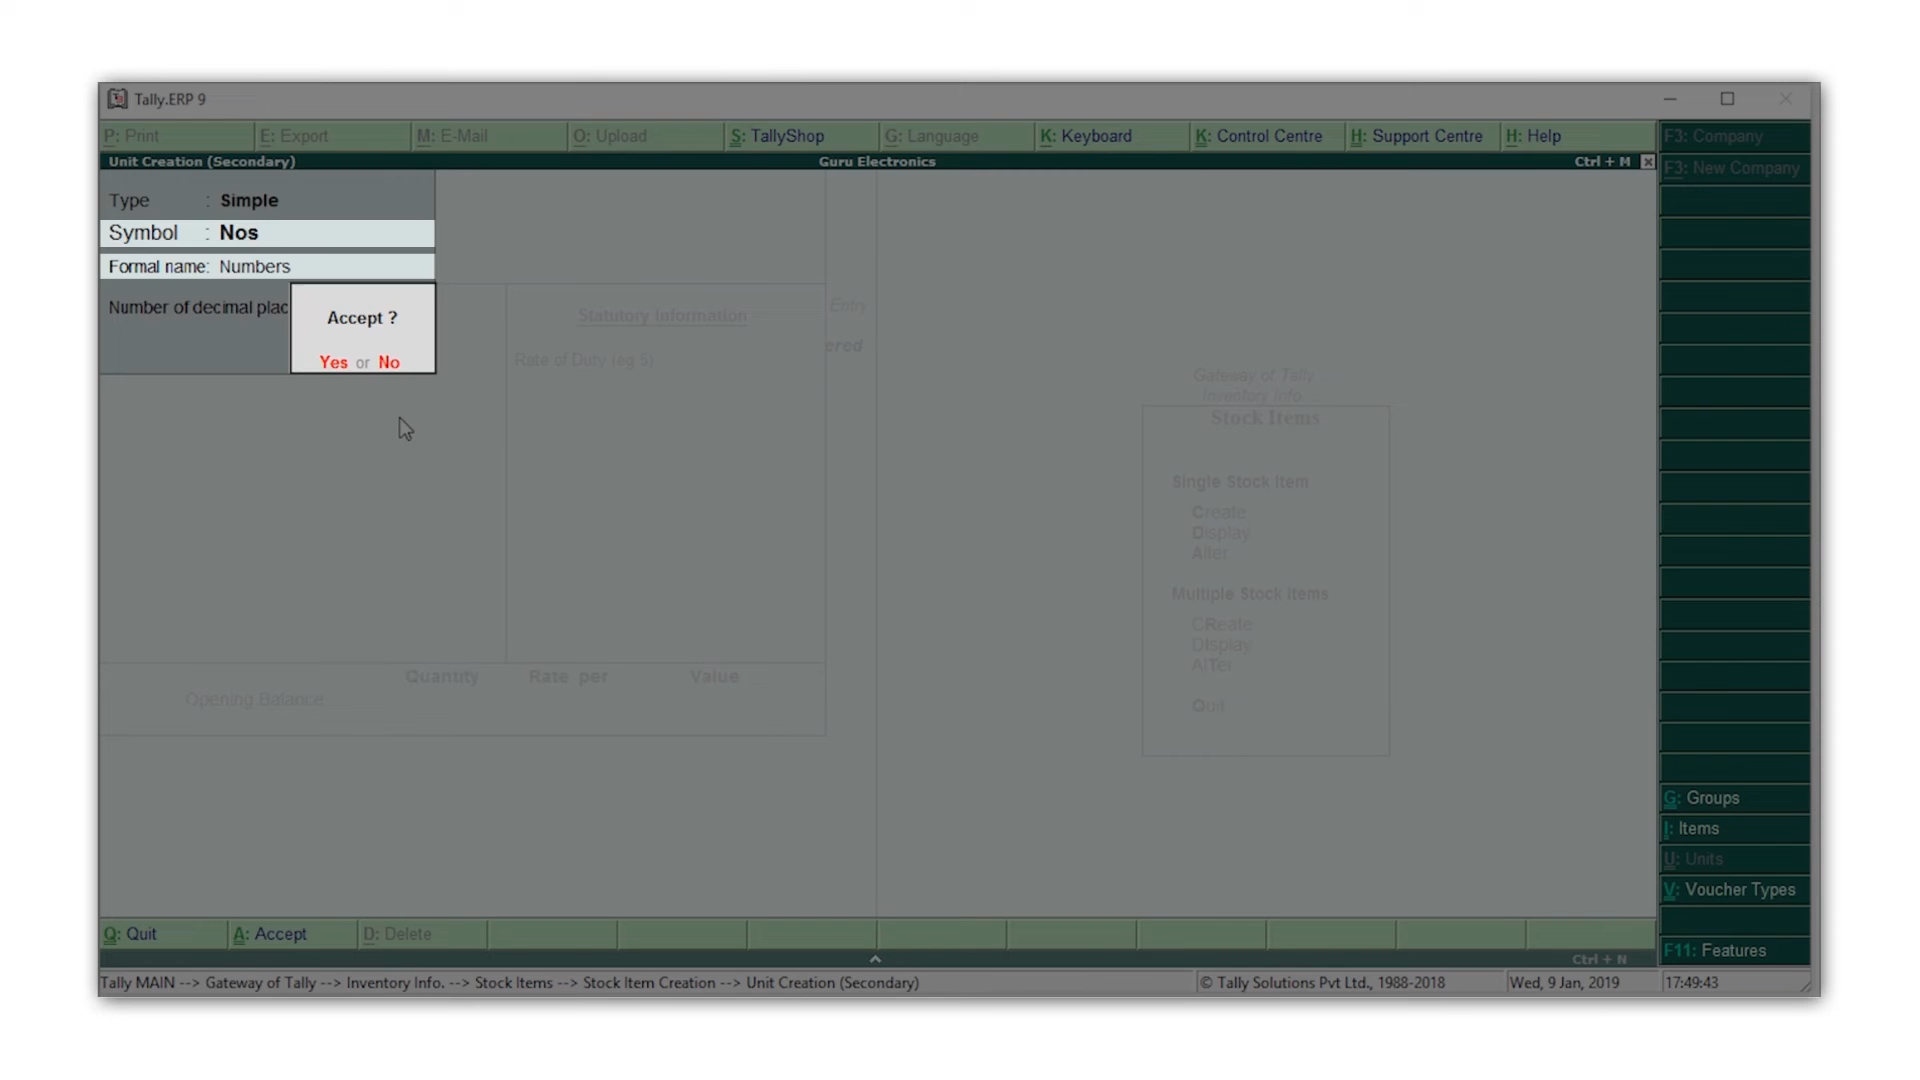 Tally.ERP 9
P: Print E: Export M: E-Mail O: Upload S: TallyShop G: Language K: Keyboard K: Control Centre H: Support Centre H: Help F3: Company
Unit Creation (Secondary) Guru Electronics Ctrl + M
F3: New Company
Type : Simple
Symbol : Nos
Formal name: Numbers
Number of decimal plac
Accept ?
Yes or No
Statutory Information
Entry
ered
Rate of Duty (eg 5)
Gateway of Tally
Inventory Info....
Stock Items
Single Stock Item
Create
Display
Alter
Multiple Stock Items
CReate
DIsplay
AlTer
Quit
Quantity Rate per Value
Opening Balance
G: Groups
I: Items
U: Units
V: Voucher Types
F11: Features
Q: Quit A: Accept D: Delete
Ctrl + N
Tally MAIN --> Gateway of Tally --> Inventory Info. --> Stock Items --> Stock Item Creation --> Unit Creation (Secondary) © Tally Solutions Pvt Ltd., 1988-2018 Wed, 9 Jan, 2019 17:49:43